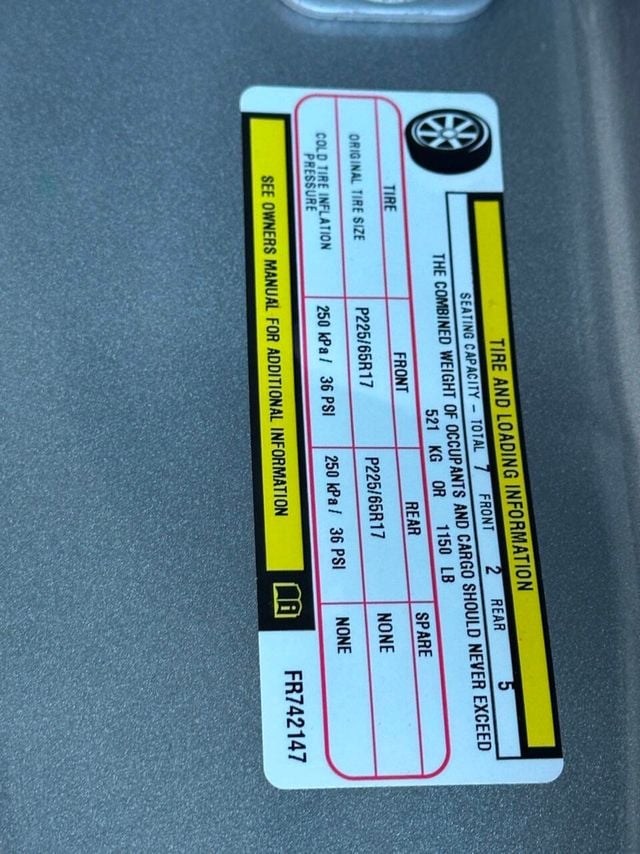 TIRE AND LOADING INFORMATION
SEATING CAPACITY – TOTAL 7 FRONT 2 REAR 5
THE COMBINED WEIGHT OF OCCUPANTS AND CARGO SHOULD NEVER EXCEED
521 KG OR 1150 LB
TIRE FRONT REAR SPARE
ORIGINAL TIRE SIZE P225/65R17 P225/65R17 NONE
COLD TIRE INFLATION PRESSURE 250 kPa / 36 PSI 250 kPa / 36 PSI NONE
SEE OWNERS MANUAL FOR ADDITIONAL INFORMATION
FR742147